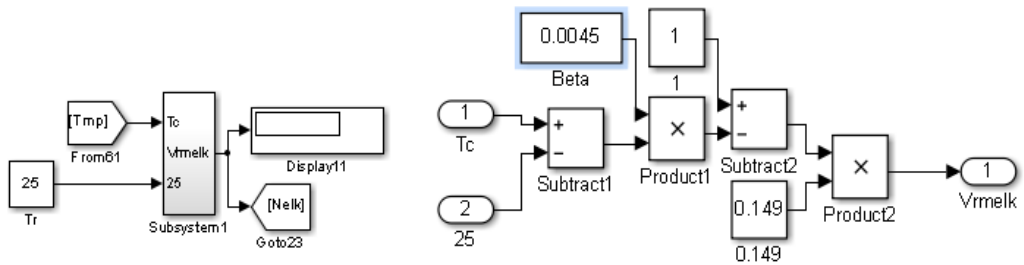 [Tmp]
From61
25
Tr
Tc
Vrmelk
25
Subsystem1
Display11
[Nelk]
Goto23
0.0045
Beta
1
1
1
Tc
+
−
Subtract1
2
25
×
Product1
+
−
Subtract2
0.149
0.149
×
Product2
1
Vrmelk